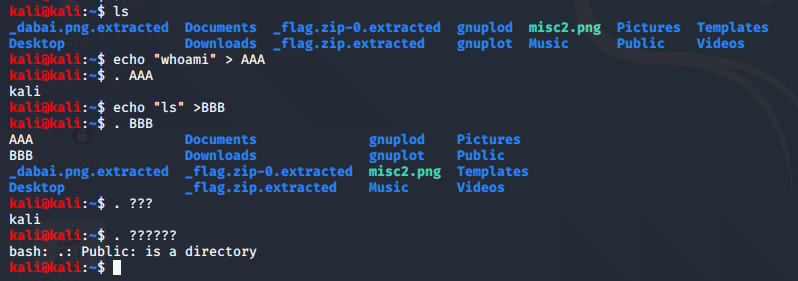 kali@kali:~$ ls
_dabai.png.extracted Documents _flag.zip-0.extracted gnuplod misc2.png Pictures Templates
Desktop Downloads _flag.zip.extracted gnuplot Music Public Videos
kali@kali:~$ echo "whoami" > AAA
kali@kali:~$ . AAA
kali
kali@kali:~$ echo "ls" >BBB
kali@kali:~$ . BBB
AAA Documents gnuplod Pictures
BBB Downloads gnuplot Public
_dabai.png.extracted _flag.zip-0.extracted misc2.png Templates
Desktop _flag.zip.extracted Music Videos
kali@kali:~$ . ???
kali
kali@kali:~$ . ??????
bash: .: Public: is a directory
kali@kali:~$